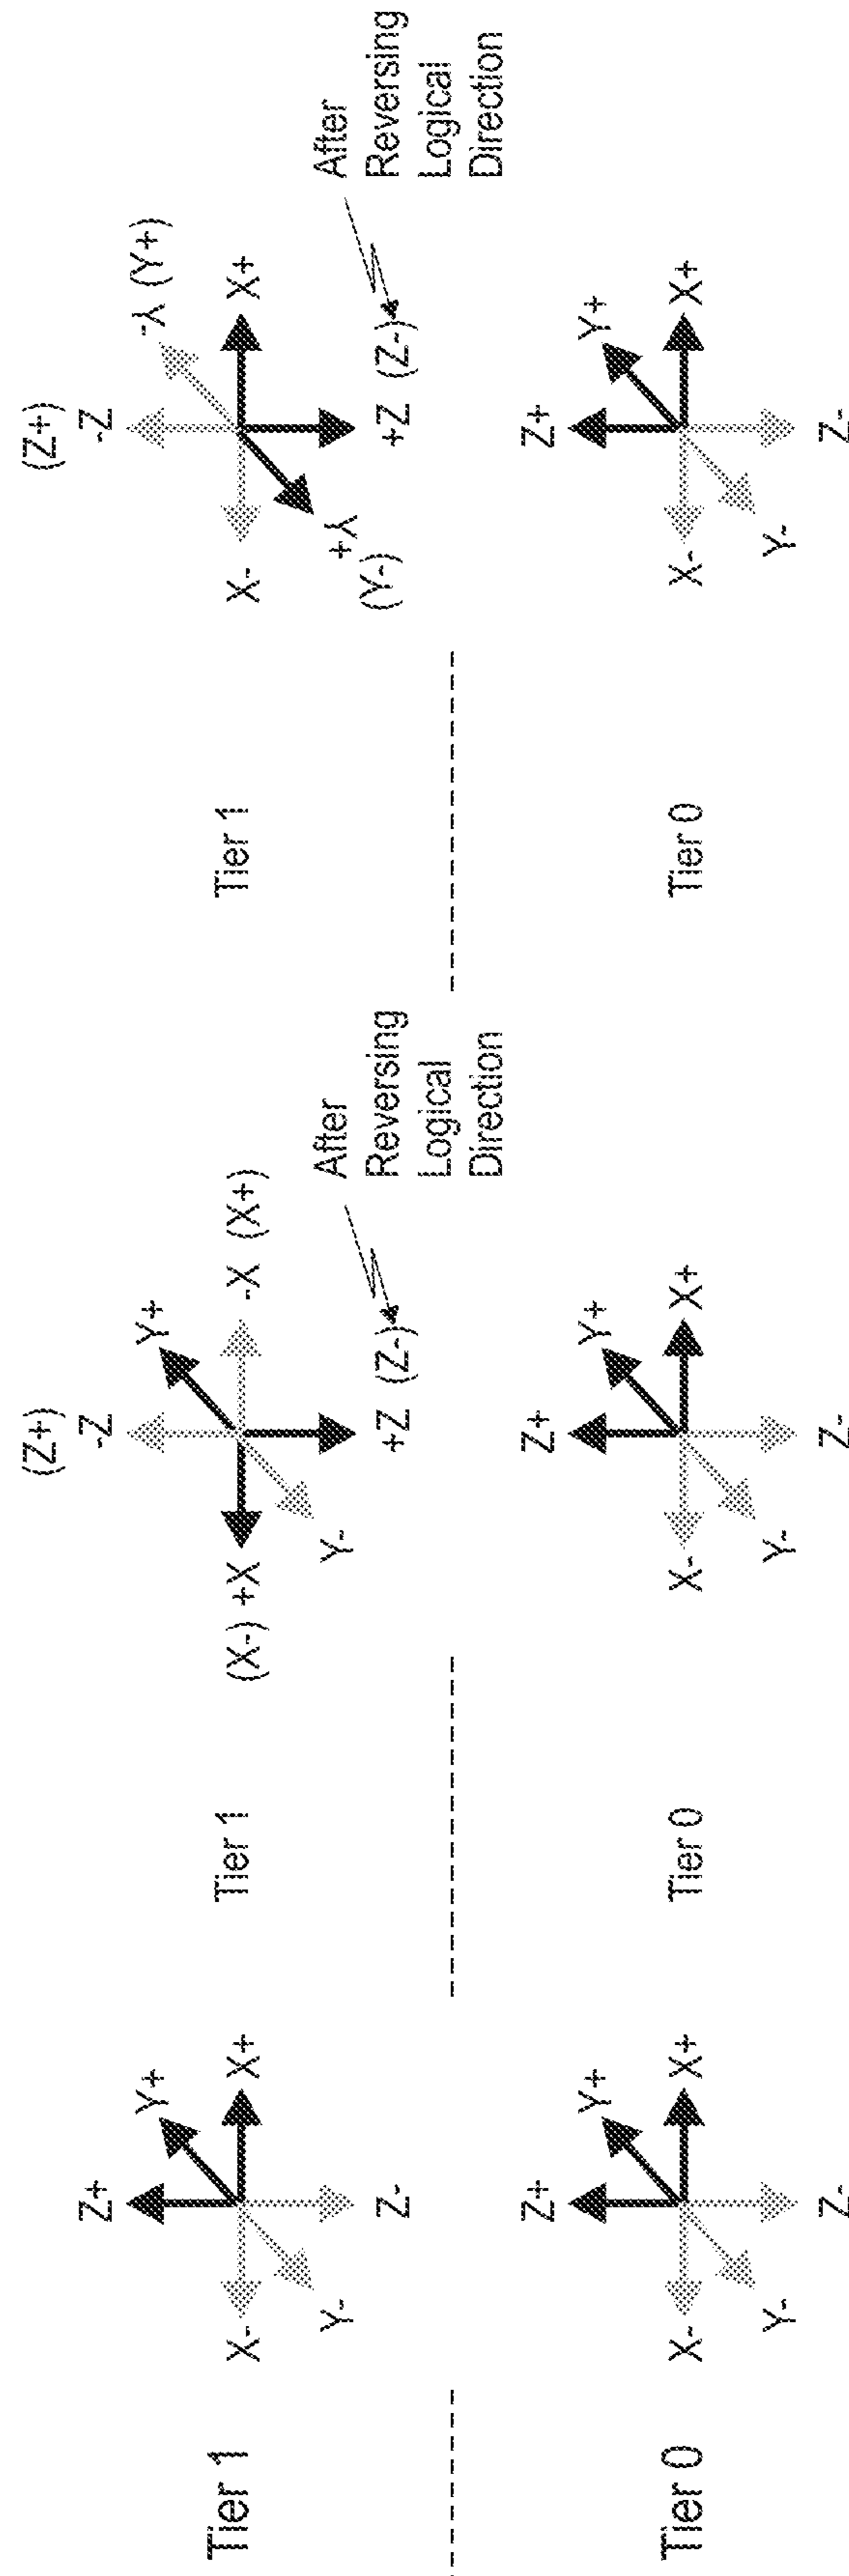 Tier 1
Z+
Y+
X-
X+
Y-
Z-
Tier 0
Z+
Y+
X-
X+
Y-
Z-
Tier 1
(Z+)
-Z
Y+
(X-) +X
-X (X+)
Y-
+Z (Z-)
After
Reversing
Logical
Direction
Tier 0
Z+
Y+
X-
X+
Y-
Z-
Tier 1
(Z+)
-Z
-Y (Y+)
X-
X+
+Y
(Y-)
+Z (Z-)
After
Reversing
Logical
Direction
Tier 0
Z+
Y+
X-
X+
Y-
Z-